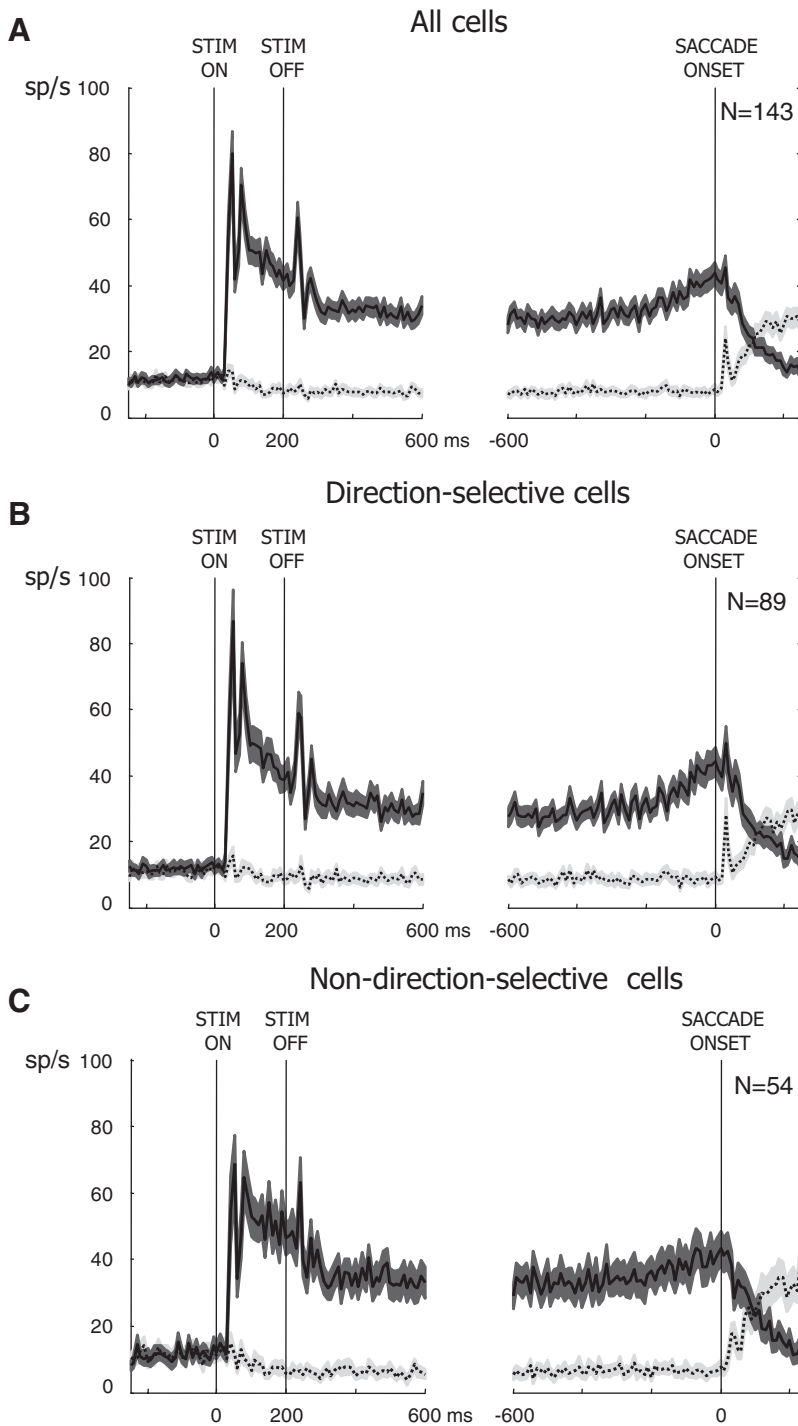 A
All cells
STIM ON
STIM OFF
SACCADE ONSET
sp/s
100
80
60
40
20
0
N=143
0
200
600 ms
-600
0
B
Direction-selective cells
STIM ON
STIM OFF
SACCADE ONSET
sp/s
100
80
60
40
20
0
N=89
0
200
600 ms
-600
0
C
Non-direction-selective cells
STIM ON
STIM OFF
SACCADE ONSET
sp/s
100
80
60
40
20
0
N=54
0
200
600 ms
-600
0